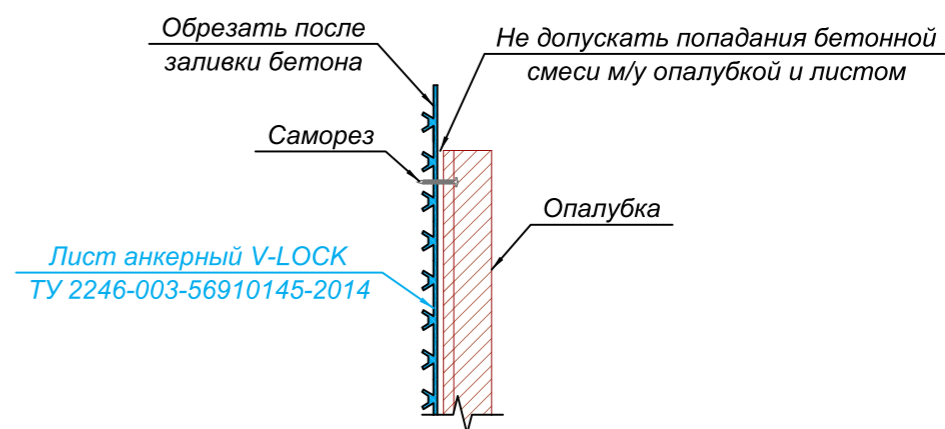 Обрезать после
заливки бетона
Не допускать попадания бетонной
смеси м/у опалубкой и листом
Саморез
Опалубка
Лист анкерный V-LOCK
ТУ 2246-003-56910145-2014